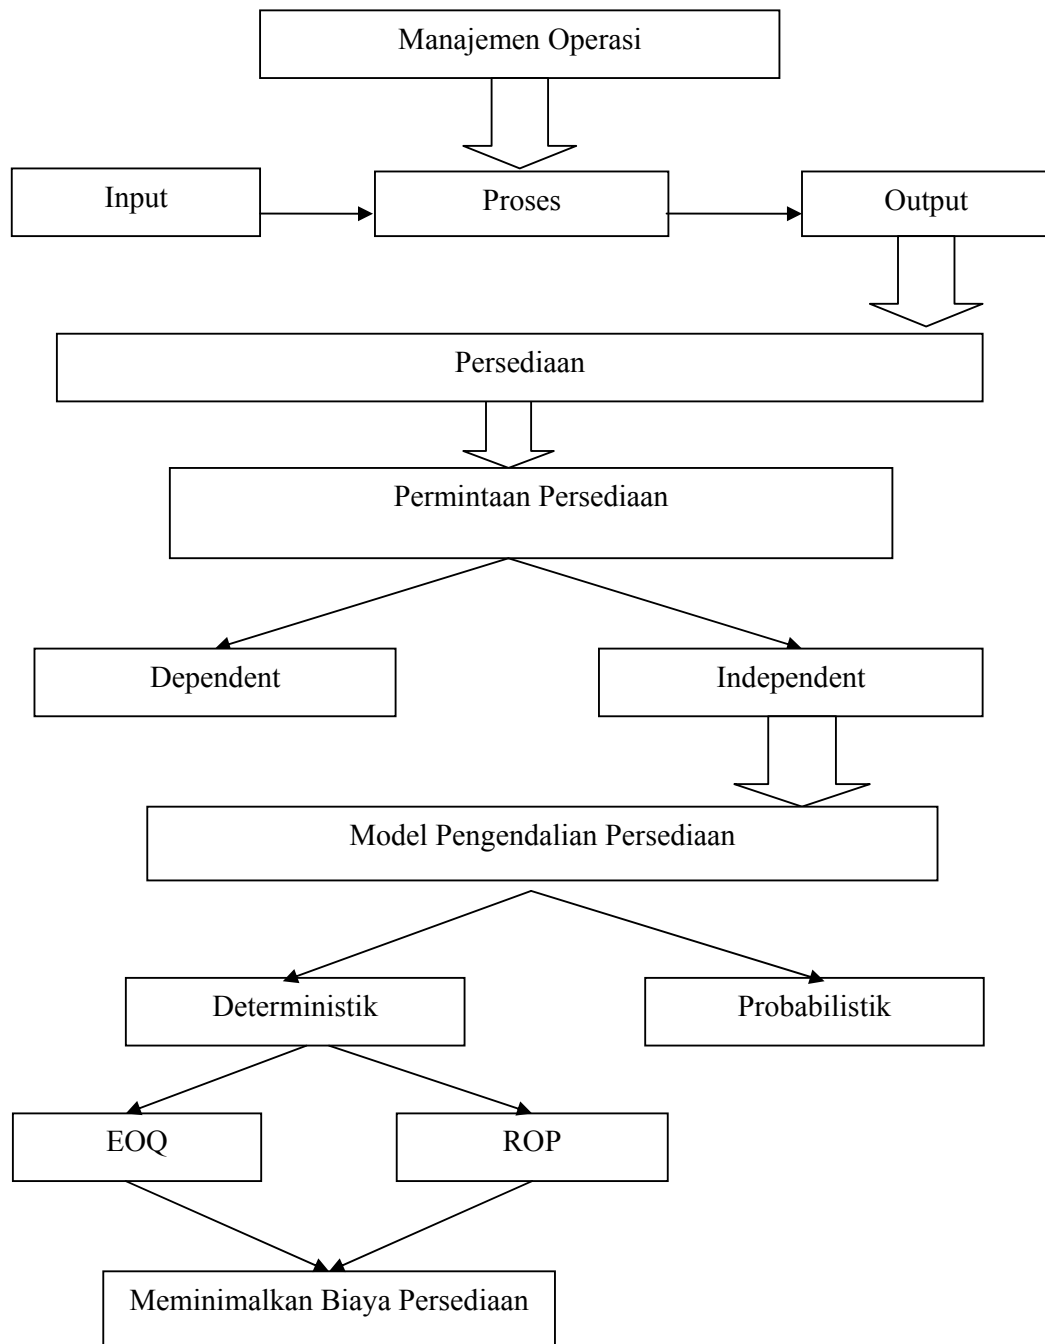 Manajemen Operasi
Input
Proses
Output
Persediaan
Permintaan Persediaan
Dependent
Independent
Model Pengendalian Persediaan
Deterministik
Probabilistik
EOQ
ROP
Meminimalkan Biaya Persediaan